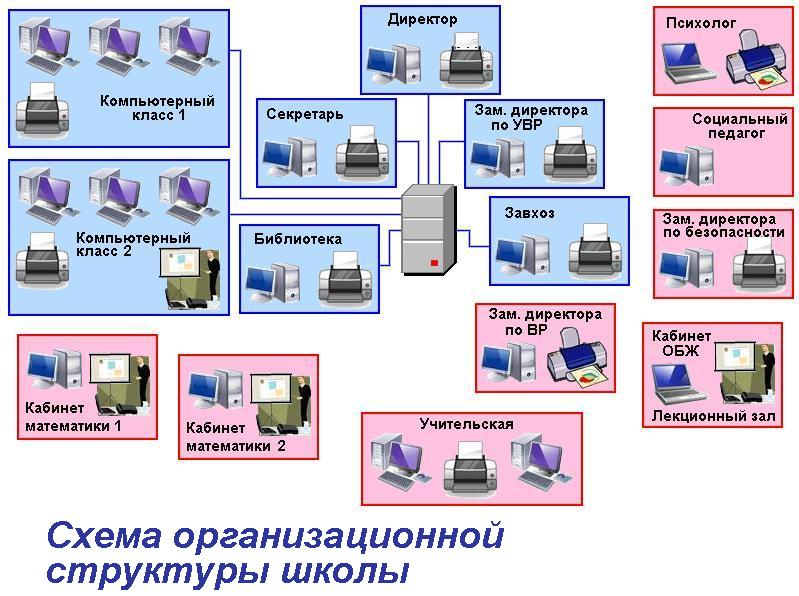 Директор
Психолог
Компьютерный
класс 1
Секретарь
Зам. директора
по УВР
Социальный
педагог
Компьютерный
класс 2
Библиотека
Завхоз
Зам. директора
по безопасности
Зам. директора
по ВР
Кабинет
ОБЖ
Лекционный зал
Кабинет
математики 1
Кабинет
математики 2
Учительская
Схема организационной
структуры школы